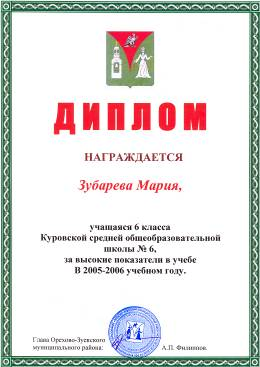 ДИПЛОМ
НАГРАЖДАЕТСЯ
Зубарева Мария,
учащаяся 6 класса
Куровской средней общеобразовательной
школы № 6,
за высокие показатели в учебе
В 2005-2006 учебном году.
Глава Орехово-Зуевского
муниципального района: А.П. Филиппов.